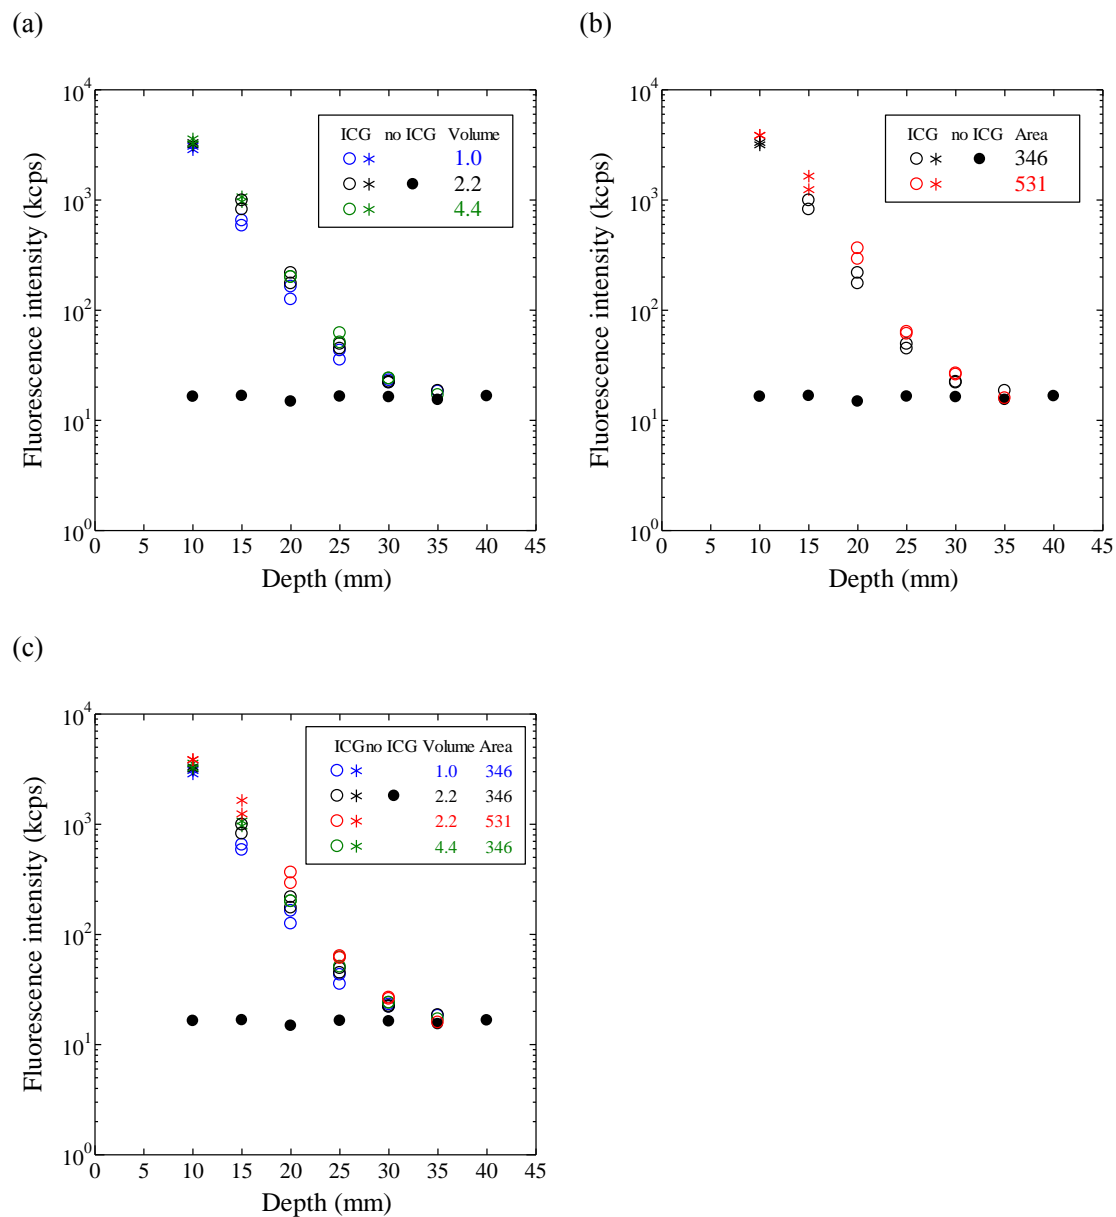 (a)
(b)
Fluorescence intensity (kcps)
10^4
10^3
10^2
10^1
10^0
ICG no ICG Volume
1.0
2.2
4.4
0 5 10 15 20 25 30 35 40 45
Depth (mm)
Fluorescence intensity (kcps)
10^4
10^3
10^2
10^1
10^0
ICG no ICG Area
346
531
0 5 10 15 20 25 30 35 40 45
Depth (mm)
(c)
Fluorescence intensity (kcps)
10^4
10^3
10^2
10^1
10^0
ICG no ICG Volume Area
1.0 346
2.2 346
2.2 531
4.4 346
0 5 10 15 20 25 30 35 40 45
Depth (mm)